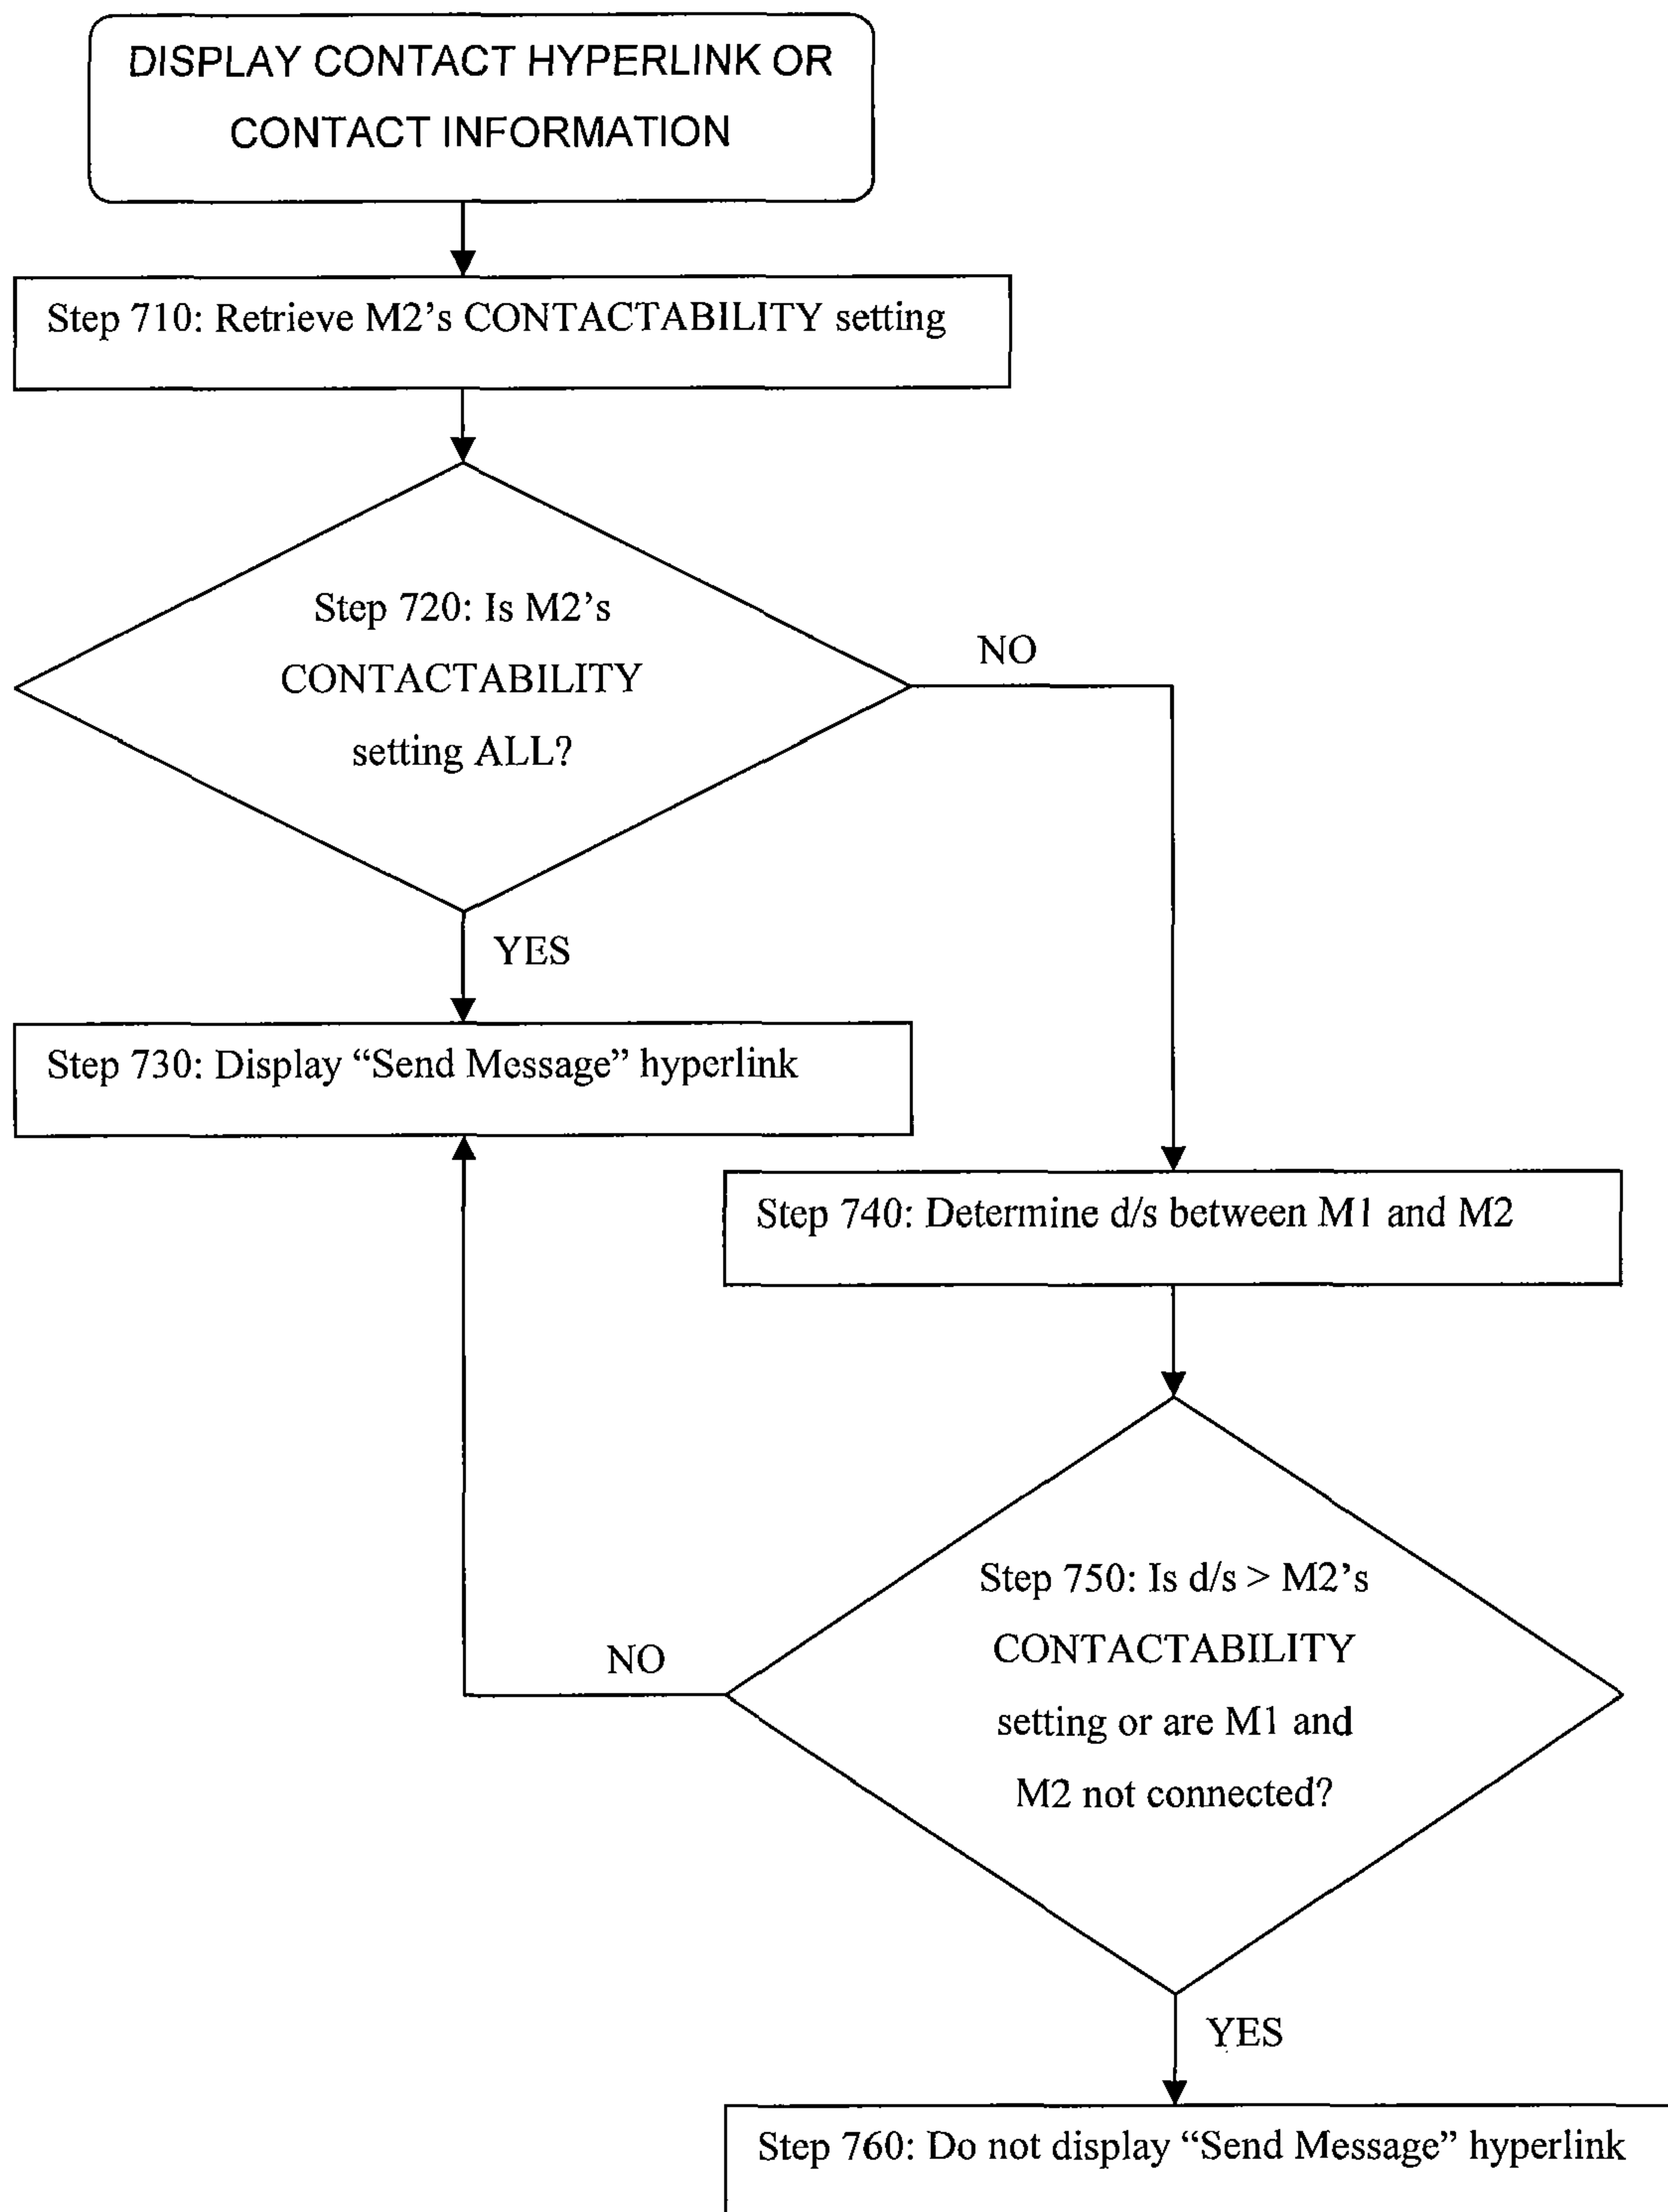 DISPLAY CONTACT HYPERLINK OR
CONTACT INFORMATION
Step 710: Retrieve M2’s CONTACTABILITY setting
Step 720: Is M2’s
CONTACTABILITY
setting ALL?
NO
YES
Step 730: Display “Send Message” hyperlink
Step 740: Determine d/s between M1 and M2
Step 750: Is d/s > M2’s
CONTACTABILITY
setting or are M1 and
M2 not connected?
NO
YES
Step 760: Do not display “Send Message” hyperlink